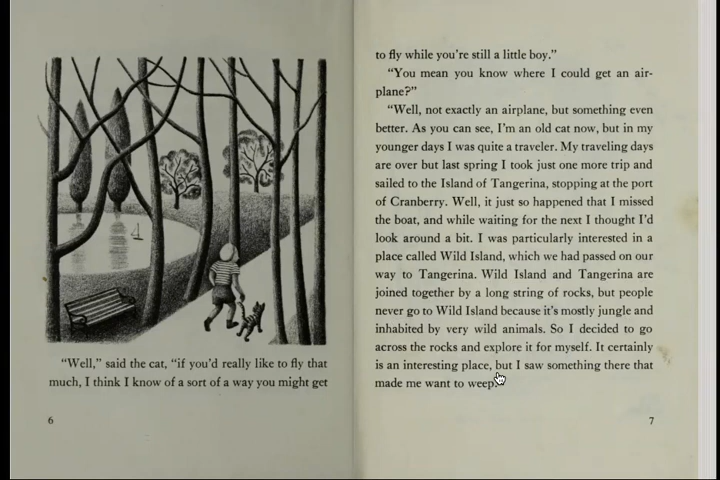 "Well," said the cat, "if you'd really like to fly that
much, I think I know of a sort of a way you might get
6
to fly while you're still a little boy."
"You mean you know where I could get an air-
plane?"
"Well, not exactly an airplane, but something even
better. As you can see, I'm an old cat now, but in my
younger days I was quite a traveler. My traveling days
are over but last spring I took just one more trip and
sailed to the Island of Tangerina, stopping at the port
of Cranberry. Well, it just so happened that I missed
the boat, and while waiting for the next I thought I'd
look around a bit. I was particularly interested in a
place called Wild Island, which we had passed on our
way to Tangerina. Wild Island and Tangerina are
joined together by a long string of rocks, but people
never go to Wild Island because it's mostly jungle and
inhabited by very wild animals. So I decided to go
across the rocks and explore it for myself. It certainly
is an interesting place, but I saw something there that
made me want to weep."
7